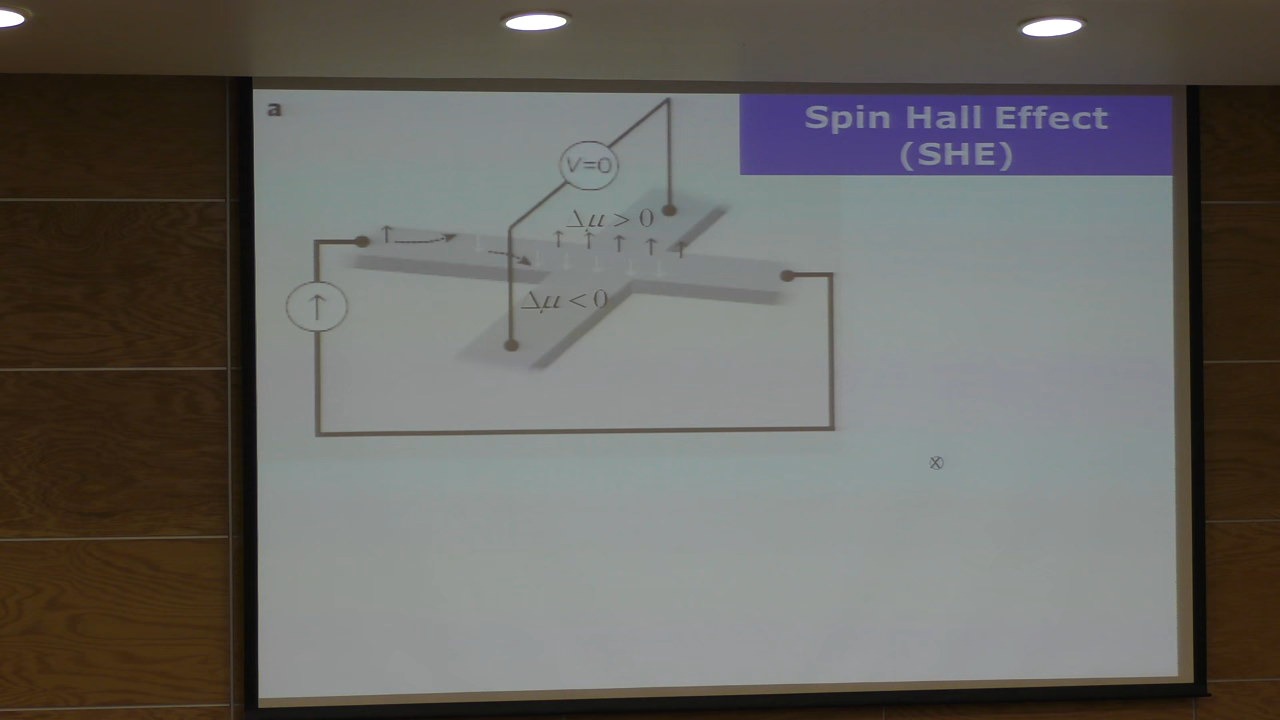 a
Spin Hall Effect
(SHE)
V=0
Δμ > 0
Δμ < 0
⊗